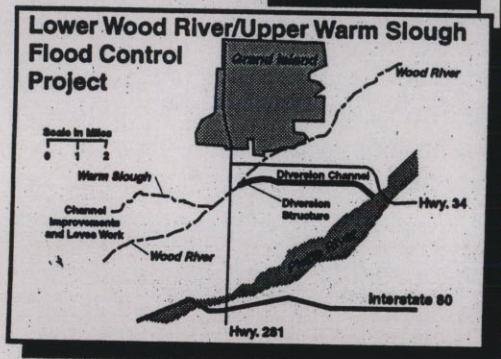 Lower Wood River/Upper Warm Slough
Flood Control
Project
Grand Island
Wood River
Scale in Miles
0 1 2
Warm Slough
Diversion Channel
Channel
Improvements
and Levee Work
Diversion
Structure
Hwy. 34
Wood River
River
Interstate 80
Hwy. 281